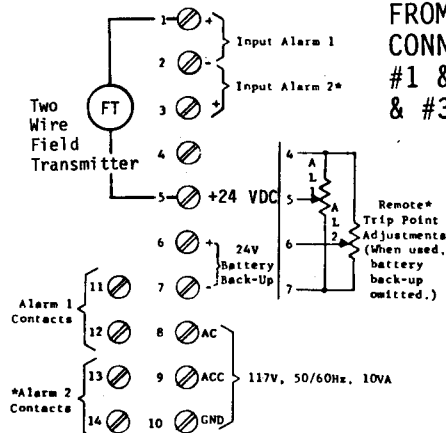 FROM
CONN
#1 &
& #3
1 +
Input Alarm 1
2 -
Input Alarm 2*
3 +
Two
Wire
Field
Transmitter
FT
4
5 +24 VDC
6 +
24V
Battery
Back-Up
7 -
4
AL1
5
AL2
6
7
Remote*
Trip Point
Adjustments
(When used,
battery
back-up
omitted.)
Alarm 1
Contacts
11
12
*Alarm 2
Contacts
13
14
8 AC
9 ACC
10 GND
117V, 50/60Hz, 10VA